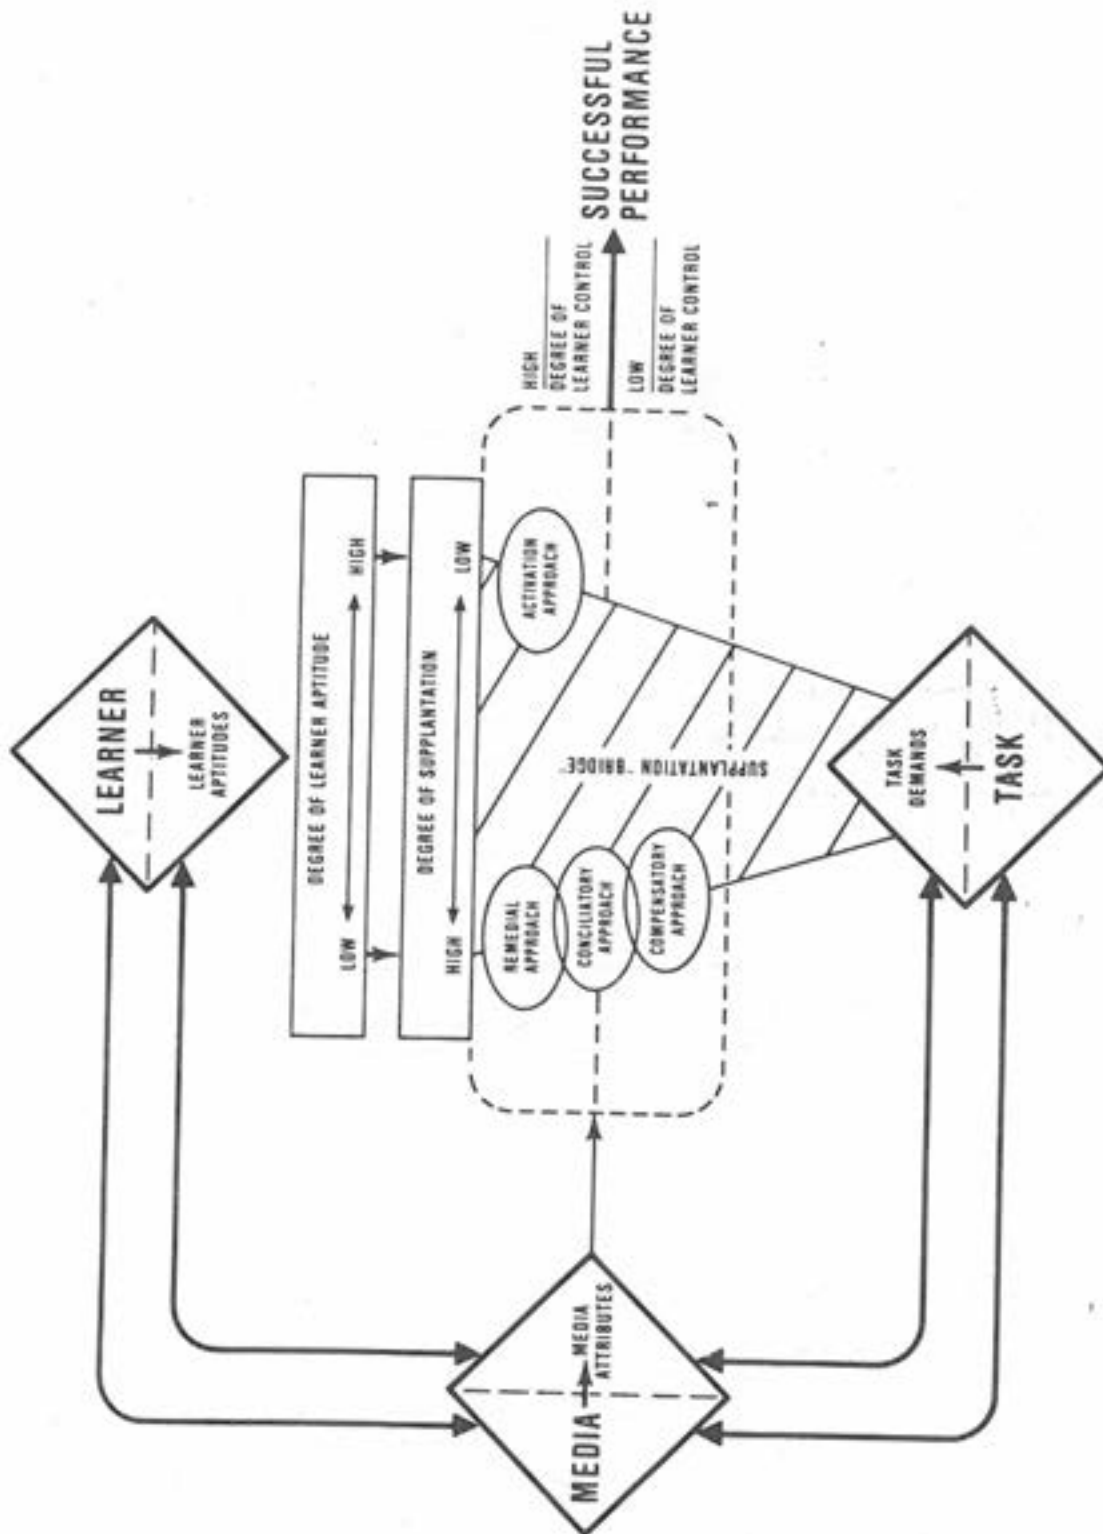 LEARNER
LEARNER
APTITUDES
DEGREE OF LEARNER APTITUDE
LOW
HIGH
DEGREE OF SUPPLANTATION
HIGH
LOW
REMEDIAL
APPROACH
CONCILIATORY
APPROACH
COMPENSATORY
APPROACH
ACTIVATION
APPROACH
SUPPLANTATION "BRIDGE"
MEDIA
MEDIA
ATTRIBUTES
HIGH
DEGREE OF
LEARNER CONTROL
LOW
DEGREE OF
LEARNER CONTROL
SUCCESSFUL
PERFORMANCE
TASK
DEMANDS
TASK